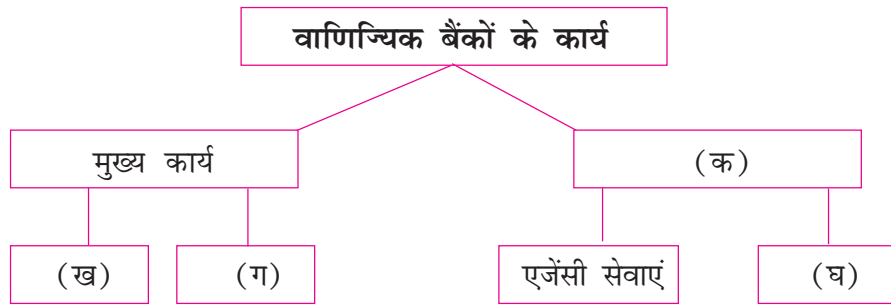 वाणिज्यिक बैंकों के कार्य
मुख्य कार्य
(क)
(ख)
(ग)
एजेंसी सेवाएं
(घ)